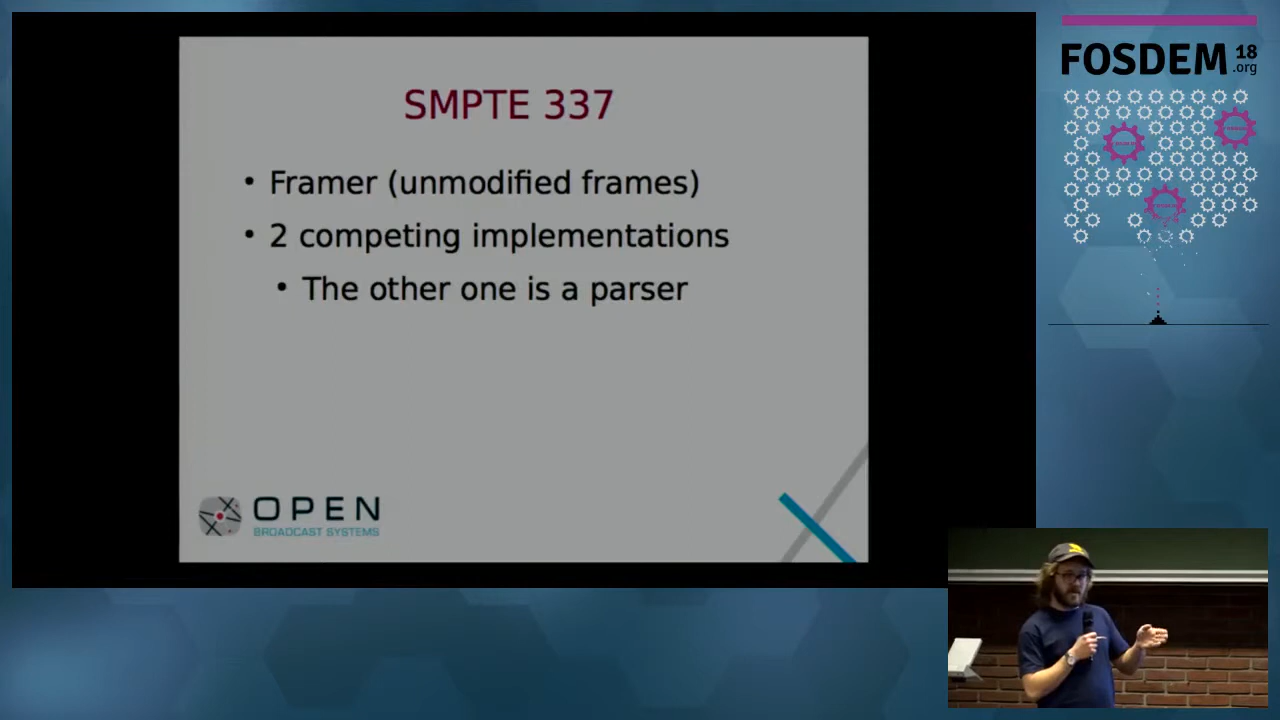 SMPTE 337
• Framer (unmodified frames)
• 2 competing implementations
• The other one is a parser
OPEN
BROADCAST SYSTEMS
FOSDEM 18
.org